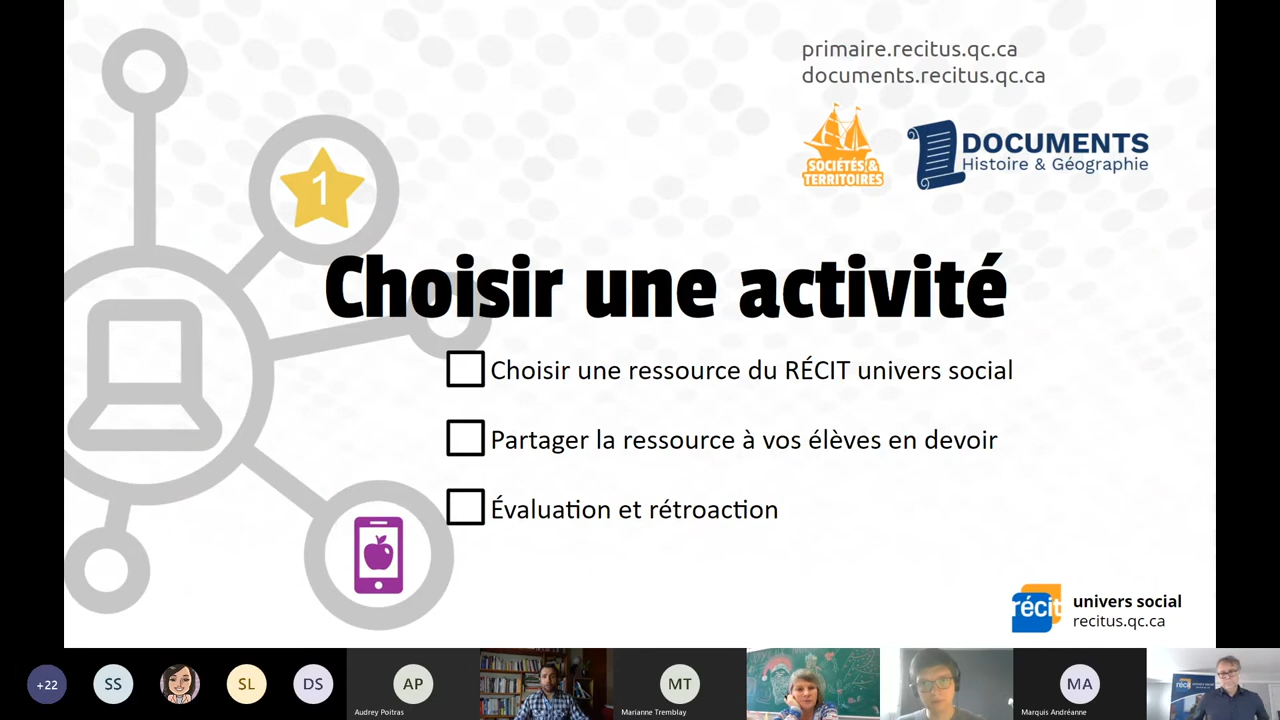 primaire.recitus.qc.ca
documents.recitus.qc.ca
SOCIÉTÉS &
TERRITOIRES
DOCUMENTS
Histoire & Géographie
1
Choisir une activité
Choisir une ressource du RÉCIT univers social
Partager la ressource à vos élèves en devoir
Évaluation et rétroaction
récit
univers social
recitus.qc.ca
+22
SS
SL
DS
AP
Audrey Poitras
MT
Marianne Tremblay
MA
Marquis Andréanne
récit